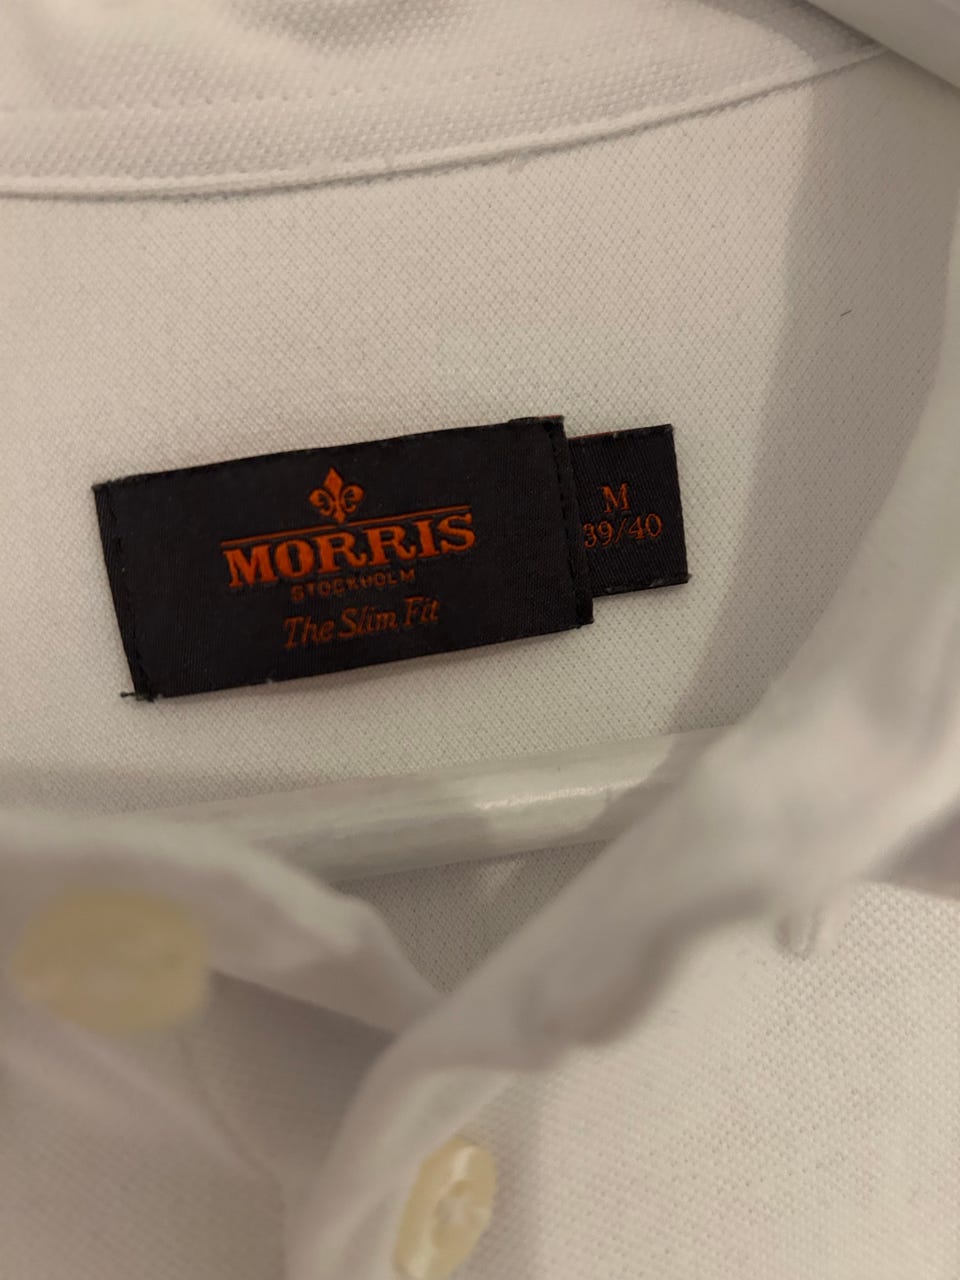 MORRIS
STOCKHOLM
The Slim Fit
M
39/40